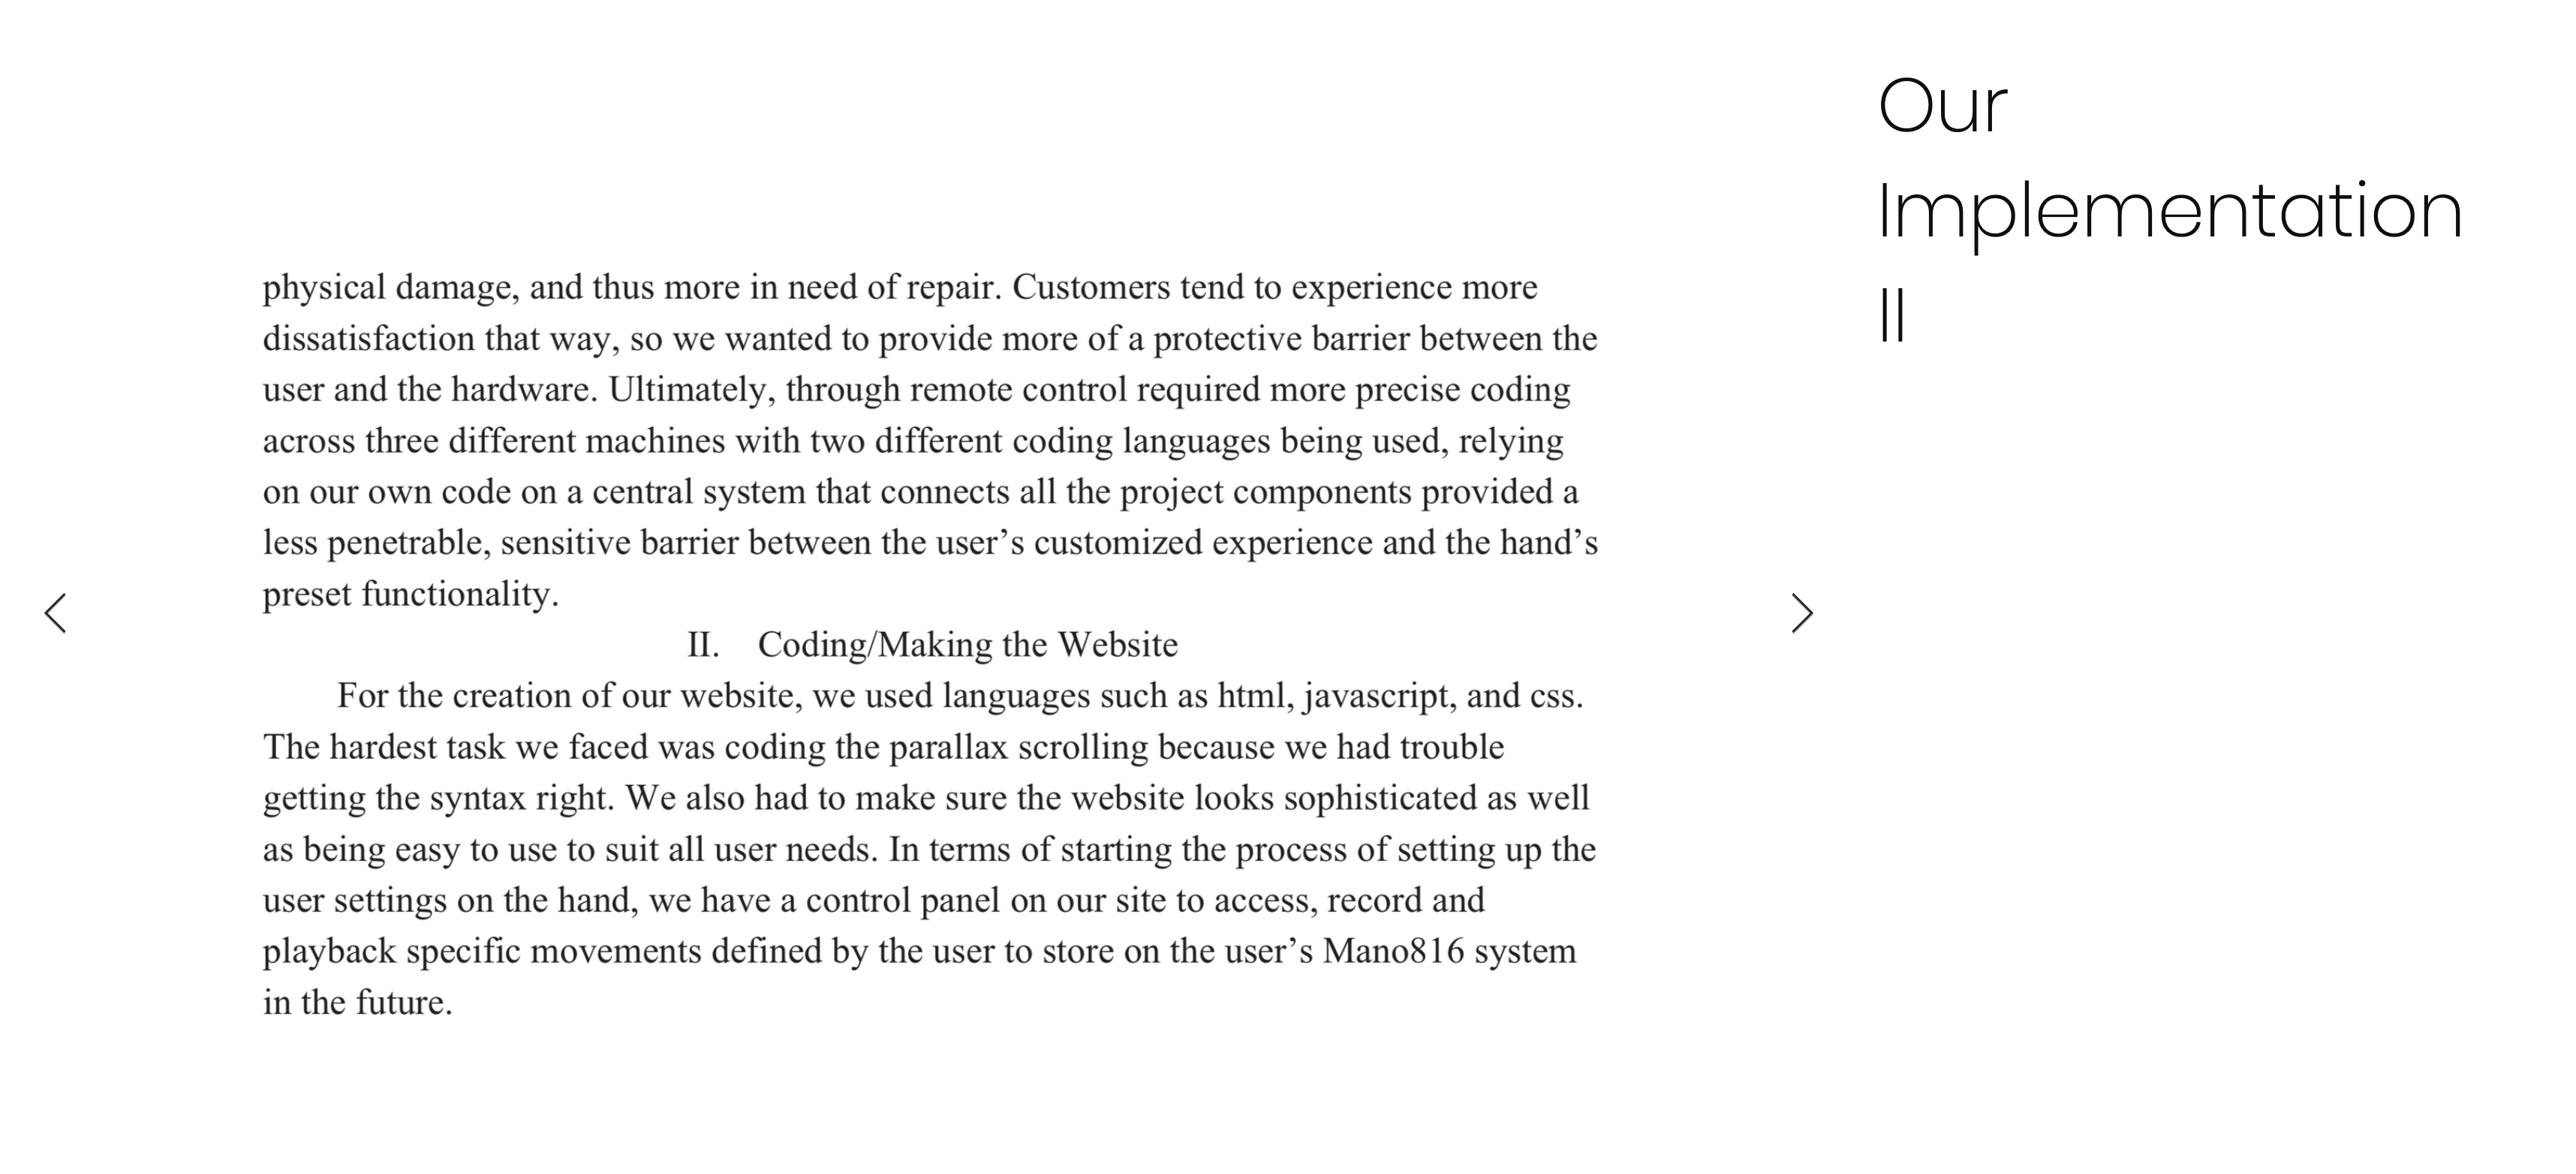 physical damage, and thus more in need of repair. Customers tend to experience more
dissatisfaction that way, so we wanted to provide more of a protective barrier between the
user and the hardware. Ultimately, through remote control required more precise coding
across three different machines with two different coding languages being used, relying
on our own code on a central system that connects all the project components provided a
less penetrable, sensitive barrier between the user’s customized experience and the hand’s
preset functionality.
II. Coding/Making the Website
For the creation of our website, we used languages such as html, javascript, and css.
The hardest task we faced was coding the parallax scrolling because we had trouble
getting the syntax right. We also had to make sure the website looks sophisticated as well
as being easy to use to suit all user needs. In terms of starting the process of setting up the
user settings on the hand, we have a control panel on our site to access, record and
playback specific movements defined by the user to store on the user’s Mano816 system
in the future.
Our
Implementation
II